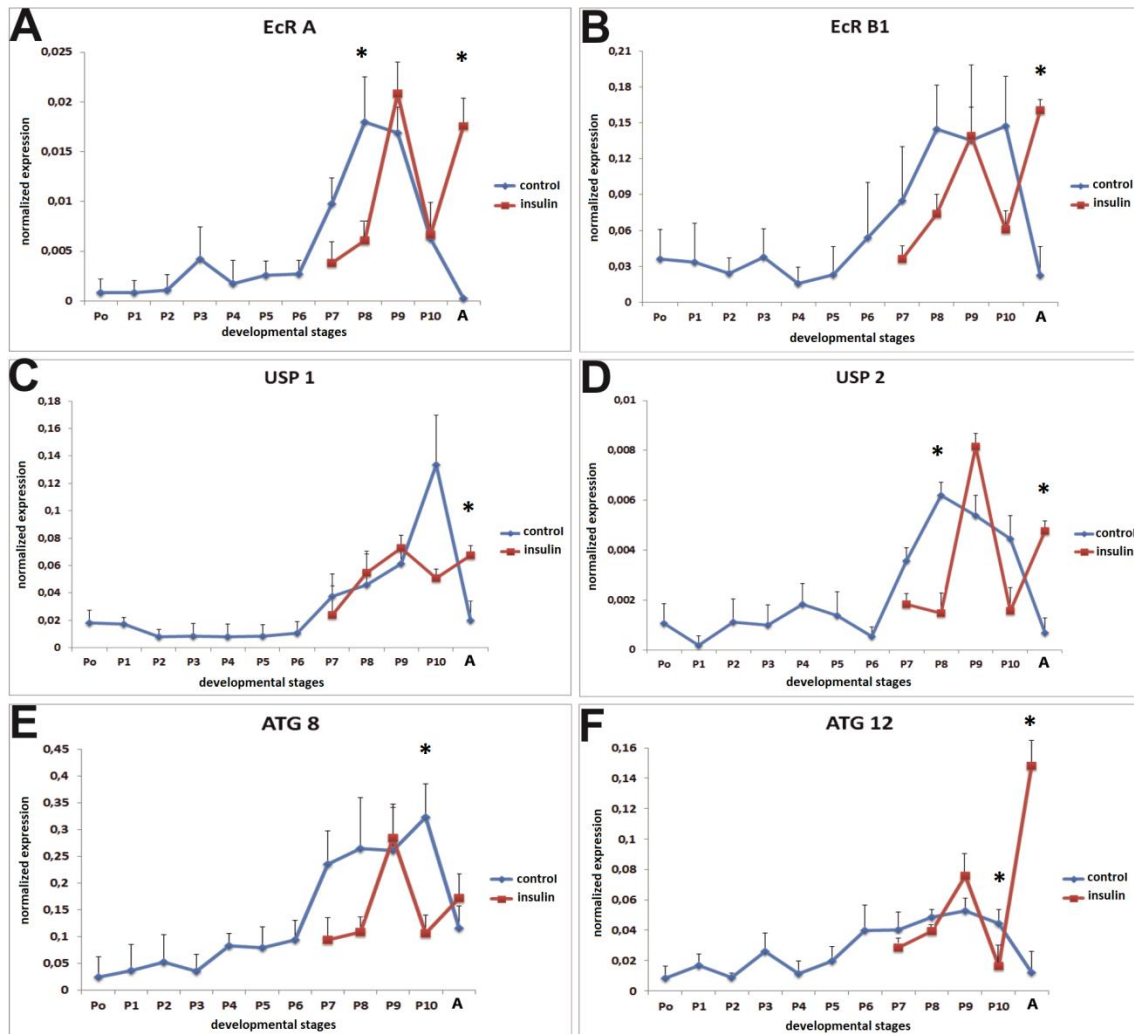 A
EcR A
*
*
0,025
0,02
0,015
0,01
0,005
0
normalized expression
control
insulin
Po P1 P2 P3 P4 P5 P6 P7 P8 P9 P10 A
developmental stages
B
EcR B1
*
0,21
0,18
0,15
0,12
0,09
0,06
0,03
0
normalized expression
control
insulin
Po P1 P2 P3 P4 P5 P6 P7 P8 P9 P10 A
developmental stages
C
USP 1
*
0,18
0,16
0,14
0,12
0,1
0,08
0,06
0,04
0,02
0
normalized expression
control
insulin
Po P1 P2 P3 P4 P5 P6 P7 P8 P9 P10 A
developmental stages
D
USP 2
*
*
0,01
0,008
0,006
0,004
0,002
0
normalized expression
control
insulin
Po P1 P2 P3 P4 P5 P6 P7 P8 P9 P10 A
developmental stages
E
ATG 8
*
0,45
0,4
0,35
0,3
0,25
0,2
0,15
0,1
0,05
0
normalized expression
control
insulin
Po P1 P2 P3 P4 P5 P6 P7 P8 P9 P10 A
developmental stages
F
ATG 12
*
*
0,16
0,14
0,12
0,1
0,08
0,06
0,04
0,02
0
normalized expression
control
insulin
Po P1 P2 P3 P4 P5 P6 P7 P8 P9 P10 A
developmental stages